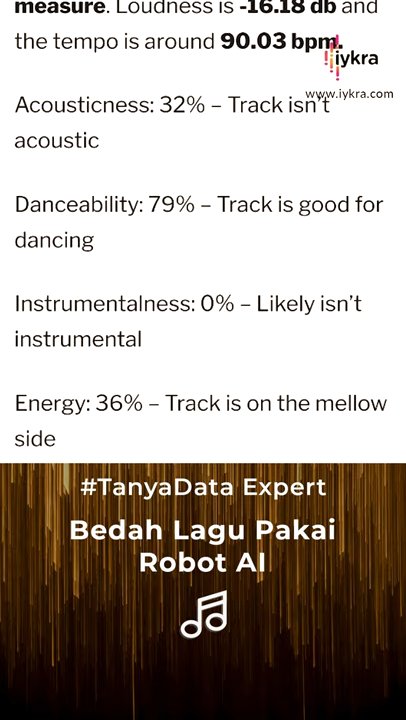 measure. Loudness is -16.18 db and
the tempo is around 90.03 bpm.
iykra
www.iykra.com
Acousticness: 32% – Track isn't
acoustic
Danceability: 79% – Track is good for
dancing
Instrumentalness: 0% – Likely isn't
instrumental
Energy: 36% – Track is on the mellow
side
#TanyaData Expert
Bedah Lagu Pakai
Robot AI